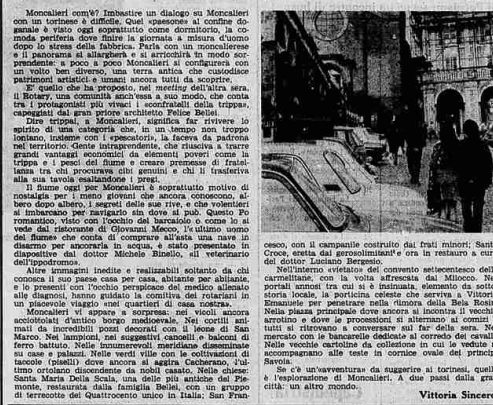 Moncalieri com'è? Imbastire un dialogo su Moncalieri
con un torinese è difficile. Quel «paesone» al confine do-
ganale è visto oggi soprattutto come dormitorio, la co-
moda periferia dove finire la giornata a misura d'uomo
dopo lo stress della fabbrica. Parla con un moncalierese
e il panorama si allargherà e si arricchirà in modo sor-
prendente: a poco a poco Moncalieri si configurerà con
un volto ben diverso, una terra antica che custodisce
patrimoni artistici e umani ancora tutti da scoprire.
E' quello che ha proposto, nel meeting dell'altra sera,
il Rotary, una comunità anch'essa a suo modo, che conta
tra i protagonisti più vivaci i «confratelli della trippa»,
capeggiati dal gran priore architetto Felice Bellei.
Dire trippai, a Moncalieri, significa far rivivere lo
spirito di una categoria che, in un tempo non troppo
lontano, insieme con i «pescatori», la faceva da padrona
nel territorio. Gente intraprendente, che riusciva a trarre
grandi vantaggi economici da elementi poveri come la
trippa e i pesci del fiume e creare premesse di fratel-
lanza tra chi procurava cibi genuini e chi li trasferiva
alla sua tavola esaltandone i pregi.
Il fiume oggi per Moncalieri è soprattutto motivo di
nostalgia per i meno giovani che ancora conoscono, al-
bero dopo albero, i segreti delle sue rive, e che volentieri
si imbarcano per navigarlo sin dove si può. Questo Po
romantico, visto con l'occhio del barcaiolo o come lo si
vede dal ristorante di Giovanni Mecco, l'«ultimo uomo
del fiume» che conta di comprare all'asta una nave in
disarmo per ancorarla in acqua, è stato presentato in
diapositive dal dottor Michele Binello, «il veterinario
dell'ippodromo».
Altre immagini inedite e realizzabili soltanto da chi
conosce il suo paese casa per casa, abitante per abitante,
e lo presenti con l'occhio perspicace del medico allenato
alle diagnosi, hanno guidato la comitiva dei rotariani in
un piacevole viaggio «nei quartieri di casa nostra».
Moncalieri vi appare a sorpresa: nei vicoli ancora
acciottolati d'antico borgo medioevale. Nei cortili ani-
mati da incredibili pozzi decorati con il leone di San
Marco. Nei lampioni, nei suggestivi cancelli e balconi di
ferro battuto. Nelle innumerevoli meridiane disseminate
su case e palazzi. Nelle verdi ville con le coltivazioni di
taccole (piselli) dove ancora si aggira Cacherano, l'ul-
timo ortolano discendente da nobil casato. Nelle chiese:
Santa Maria Della Scala, una delle più antiche del Pie-
monte, restaurata dalla famiglia Bellei, con un gruppo
di terrecotte del Quattrocento unico in Italia; San Fran-
cesco, con il campanile costruito dai frati minori; Sant
Croce, eretta dai gerosolimitani e ora in restauro a cur
del dottor Luciano Bergesio.
Nell'interno «vietato» del convento settecentesco dell
carmelitane, con la volta affrescata dal Milocco. Ne
portali annosi tra cui si è insinuata, elemento da sotto
storia locale, la porticina celeste che serviva a Vittori
Emanuele per penetrare nella dimora della Bela Rosi
Nella piazza principale dove ancora si incontra il vecchi
arrotino e dove le processioni si alternano ai comizi
tutti si ritrovano a conversare sul far della sera. Ne
mercato con le bancarelle dedicate al corredo dei cavall
Nelle vecchie cartoline da collezione in cui le vedute s
accompagnano alle teste in cornice ovale dei princip
Savoia.
Se c'è un'«avventura» da suggerire ai torinesi, quell
è l'esplorazione di Moncalieri. A due passi dalla gra
città: un altro mondo.
Vittoria Sincero